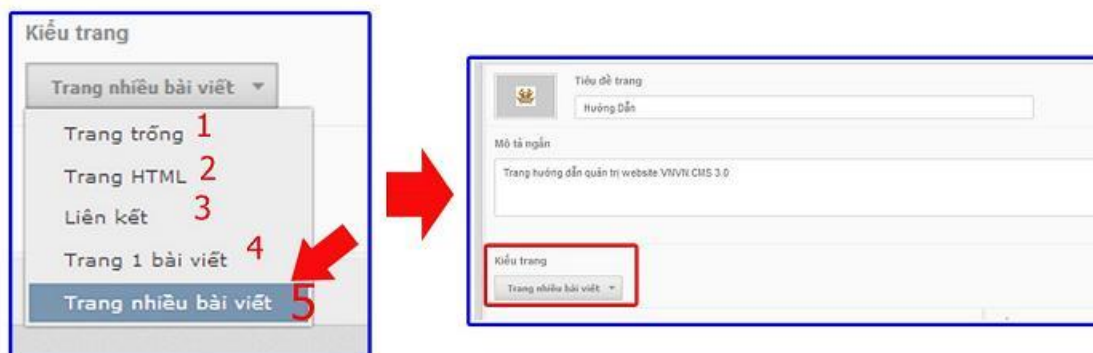 Kiểu trang
Trang nhiều bài viết
Trang trống 1
Trang HTML 2
Liên kết 3
Trang 1 bài viết 4
Trang nhiều bài viết 5
Tiêu đề trang
Hướng Dẫn
Mô tả ngắn
Trang hướng dẫn quản trị website VNVN CMS 3.0
Kiểu trang
Trang nhiều bài viết